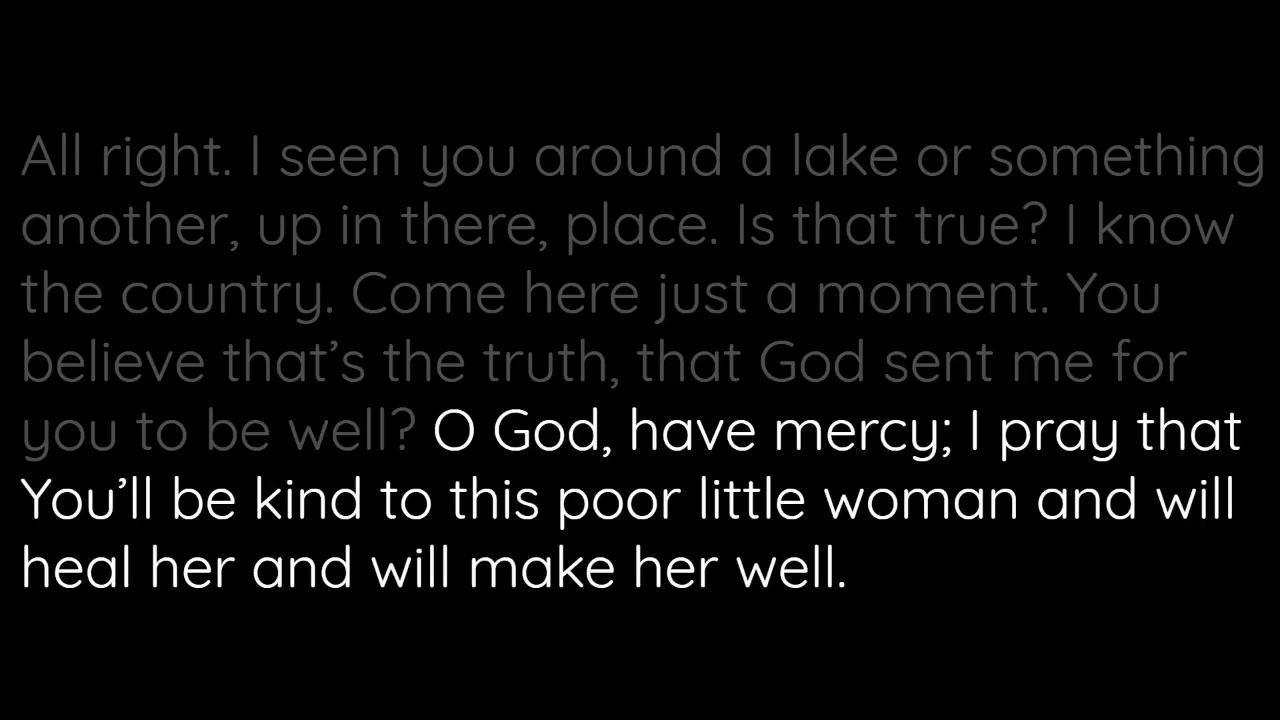 All right. I seen you around a lake or something
another, up in there, place. Is that true? I know
the country. Come here just a moment. You
believe that’s the truth, that God sent me for
you to be well? O God, have mercy; I pray that
You’ll be kind to this poor little woman and will
heal her and will make her well.